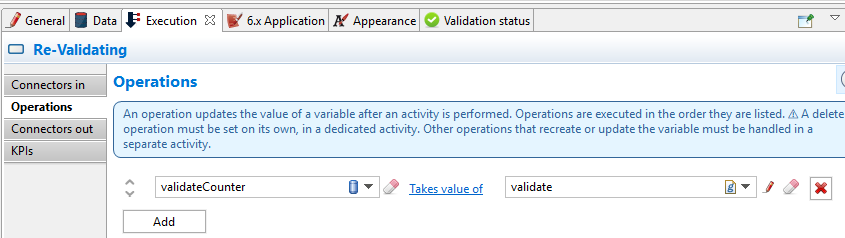 General Data Execution 6.x Application Appearance Validation status
Re-Validating
Connectors in
Operations
Connectors out
KPIs
Operations
An operation updates the value of a variable after an activity is performed. Operations are executed in the order they are listed. ⚠ A delete
operation must be set on its own, in a dedicated activity. Other operations that recreate or update the variable must be handled in a
separate activity.
validateCounter Takes value of validate
Add